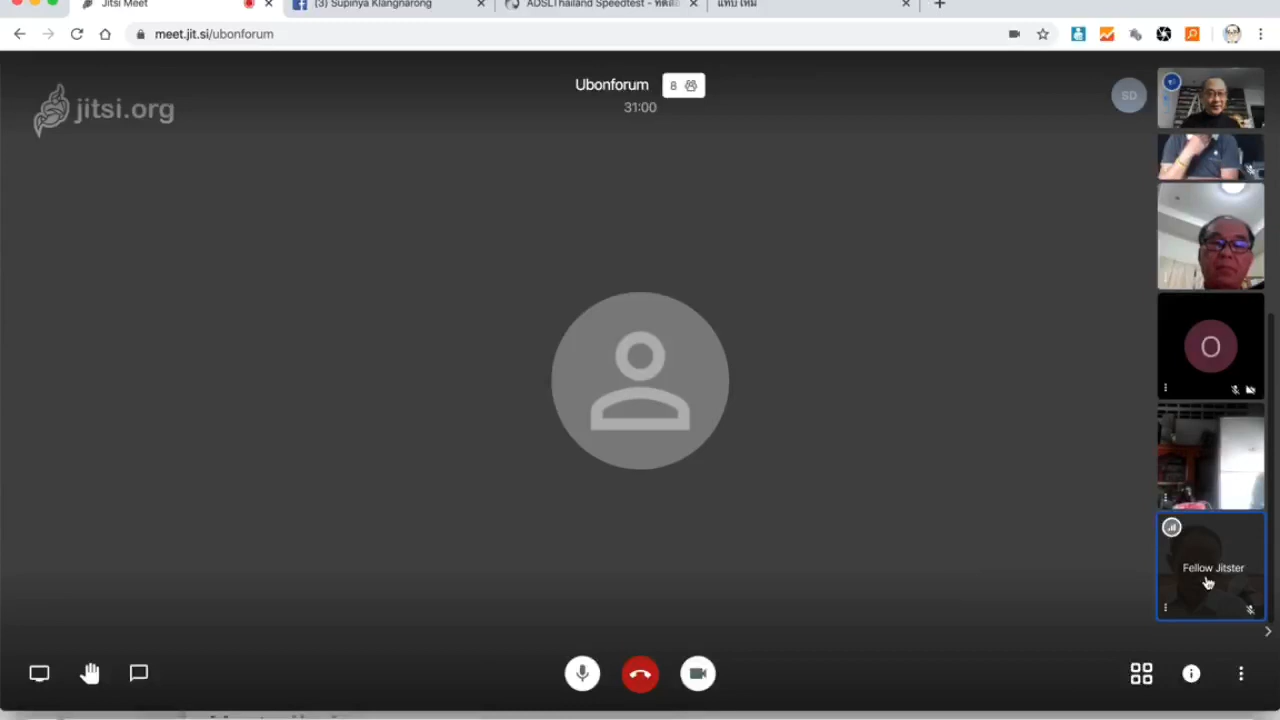 Jitsi Meet
(3) Supinya Klangnarong
ADSLThailand Speedtest -
แท็บใหม่
meet.jit.si/ubonforum
jitsi.org
Ubonforum 8
31:00
SD
O
Fellow Jitster